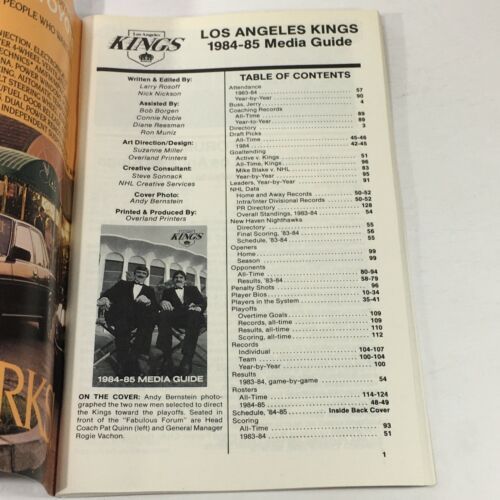 OYO
PEOPLE WHO WAN
RKS
Los Angeles
KINGS
LOS ANGELES KINGS
1984-85 Media Guide
Written & Edited By:
Larry Rosoff
Nick Nickson
Assisted By:
Bob Borgen
Connie Noble
Diane Reesman
Ron Muniz
Art Direction/Design:
Suzanne Miller
Overland Printers
Creative Consultant:
Steve Sonnack
NHL Creative Services
Cover Photo:
Andy Bernstein
Printed & Produced By:
Overland Printers
1984-85 MEDIA GUIDE
ON THE COVER: Andy Bernstein photo-
graphed the two new men selected to direct
the Kings toward the playoffs. Seated in
front of the "Fabulous Forum" are Head
Coach Pat Quinn (left) and General Manager
Rogie Vachon.
TABLE OF CONTENTS
Attendance
1983-84 57
Year-by-Year 90
Buss, Jerry 4
Coaching Records
All-Time 89
Year-to-Year 89
Directory 3
Draft Picks
All-Time 45-46
1984 42-45
Goaltending
Active v. Kings 51
All-Time, Kings 96
Mike Blake v. NHL 83
Year-by-Year 95
Leaders, Year-by-Year 91
NHL Data
Home and Away Records 50-52
Intra/Inter Divisional Records 50-52
PR Directory 128
Overall Standings, 1983-84 54
New Haven Nighthawks
Directory 55
Final Scoring, '83-84 56
Schedule, '83-84 55
Openers
Home 99
Season 99
Opponents
All-Time 80-94
Results, '83-84 58-79
Penalty Shots 96
Player Bios 10-34
Players in the System 35-41
Playoffs
Overtime Goals 109
Records, all-time 109
Results, all-time 110
Scoring, all-time 112
Records
Individual 104-107
Team 100-104
Year-by-Year 100
Results
1983-84, game-by-game 54
Rosters
All-Time 114-124
1984-85 48-49
Schedule, '84-85 Inside Back Cover
Scoring
All-Time 93
1983-84 51
1